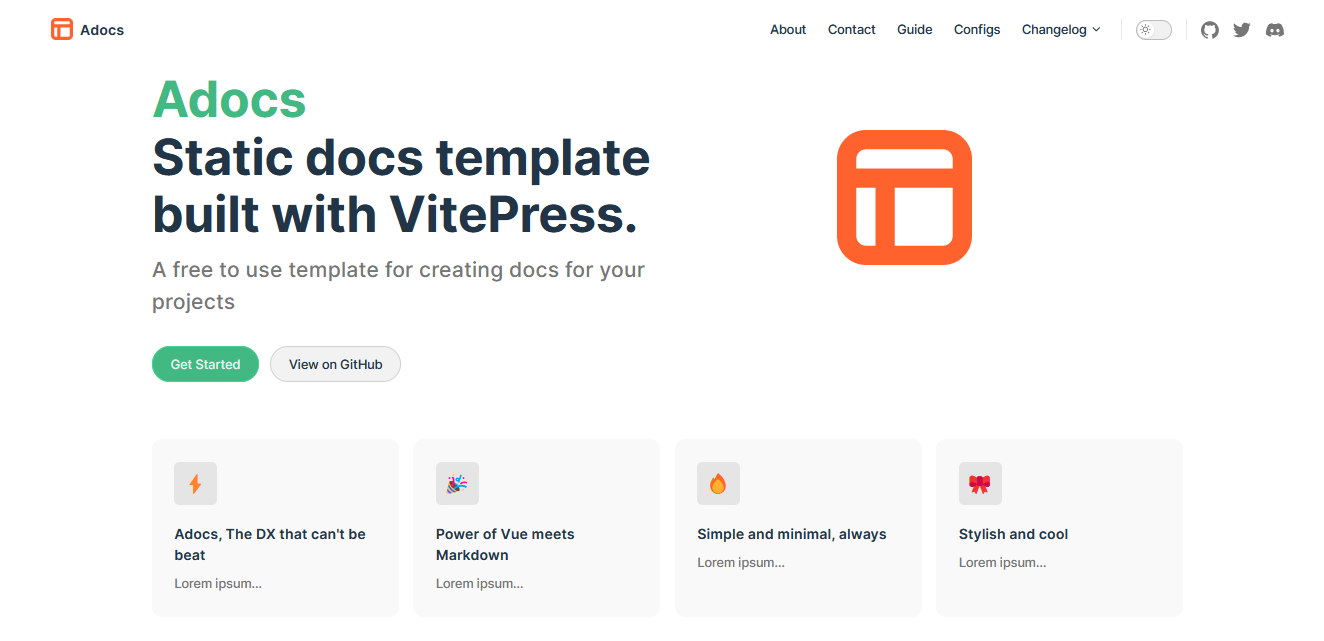 Adocs
About
Contact
Guide
Configs
Changelog
Adocs
Static docs template
built with VitePress.
A free to use template for creating docs for your
projects
Get Started
View on GitHub
Adocs, The DX that can't be
beat
Lorem ipsum...
Power of Vue meets
Markdown
Lorem ipsum...
Simple and minimal, always
Lorem ipsum...
Stylish and cool
Lorem ipsum...